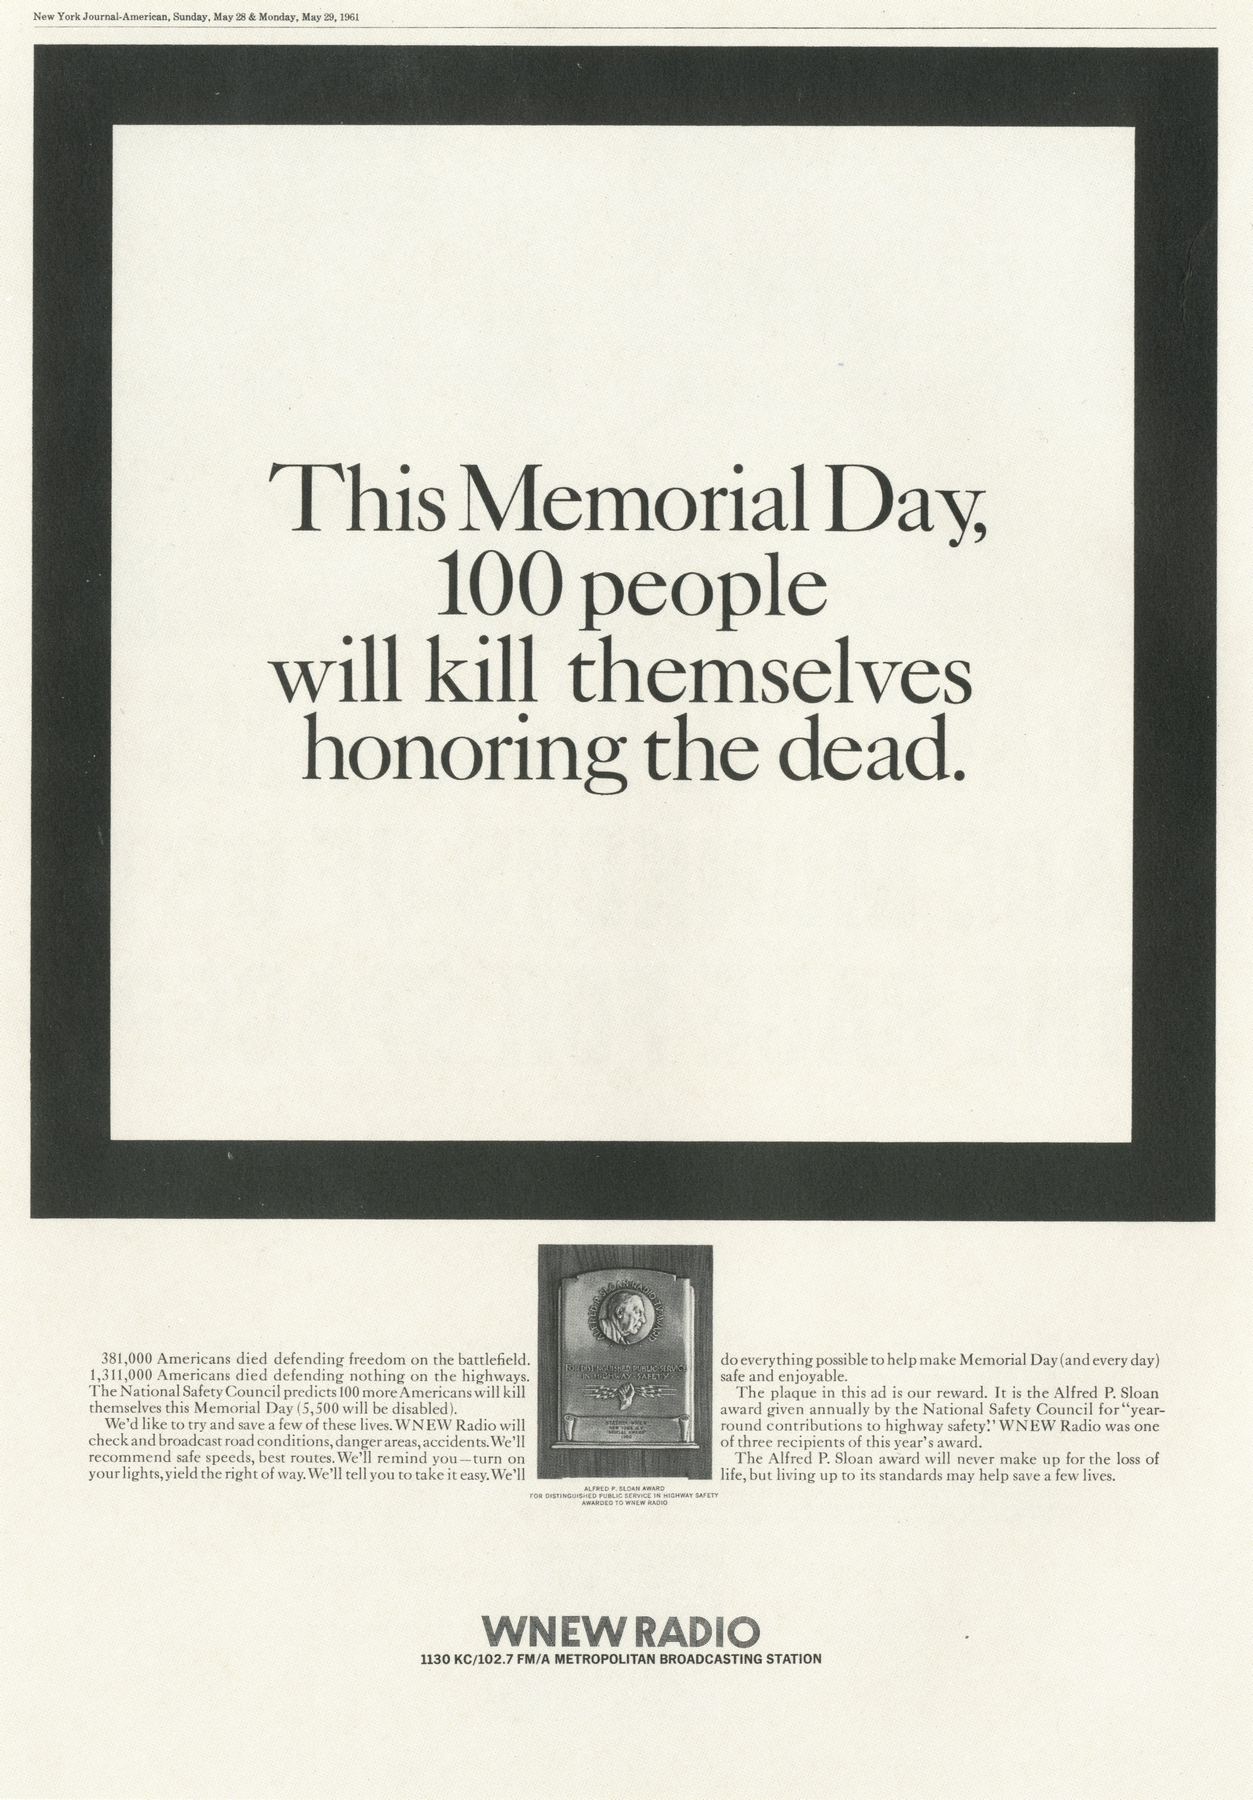 New York Journal-American, Sunday, May 28 & Monday, May 29, 1961
This Memorial Day,
100 people
will kill themselves
honoring the dead.
381,000 Americans died defending freedom on the battlefield.
1,311,000 Americans died defending nothing on the highways.
The National Safety Council predicts 100 more Americans will kill
themselves this Memorial Day (5,500 will be disabled).
We'd like to try and save a few of these lives. WNEW Radio will
check and broadcast road conditions, danger areas, accidents. We'll
recommend safe speeds, best routes. We'll remind you—turn on
your lights, yield the right of way. We'll tell you to take it easy. We'll
FOR DISTINGUISHED PUBLIC SERVICE
IN HIGHWAY SAFETY
ALFRED P. SLOAN AWARD
FOR DISTINGUISHED PUBLIC SERVICE IN HIGHWAY SAFETY
AWARDED TO WNEW RADIO
do everything possible to help make Memorial Day (and every day)
safe and enjoyable.
The plaque in this ad is our reward. It is the Alfred P. Sloan
award given annually by the National Safety Council for "year-
round contributions to highway safety." WNEW Radio was one
of three recipients of this year's award.
The Alfred P. Sloan award will never make up for the loss of
life, but living up to its standards may help save a few lives.
WNEW RADIO
1130 KC/102.7 FM/A METROPOLITAN BROADCASTING STATION